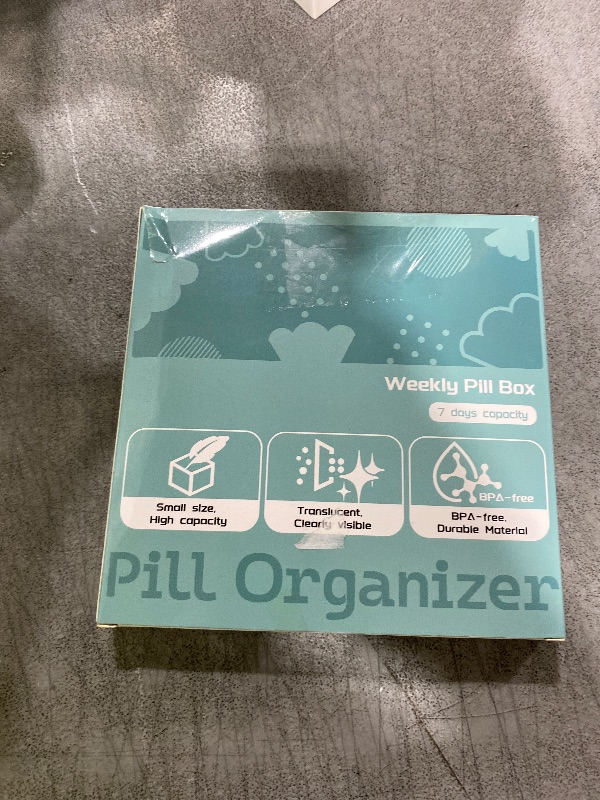 Weekly Pill Box
7 days capacity
BPA-free
Small size,
High capacity
Translucent,
Clearly visible
BPA-free,
Durable Material
Pill Organizer